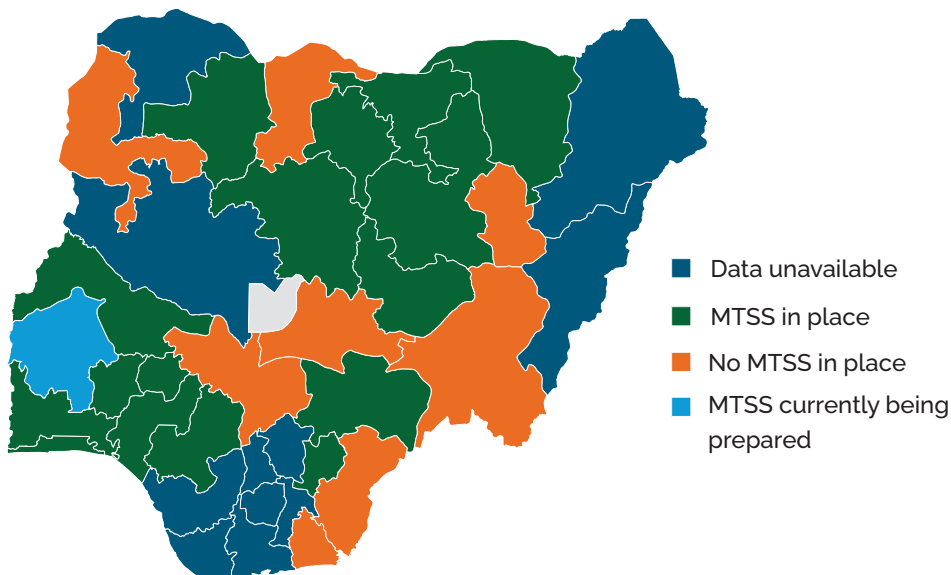 Data unavailable
MTSS in place
No MTSS in place
MTSS currently being
prepared